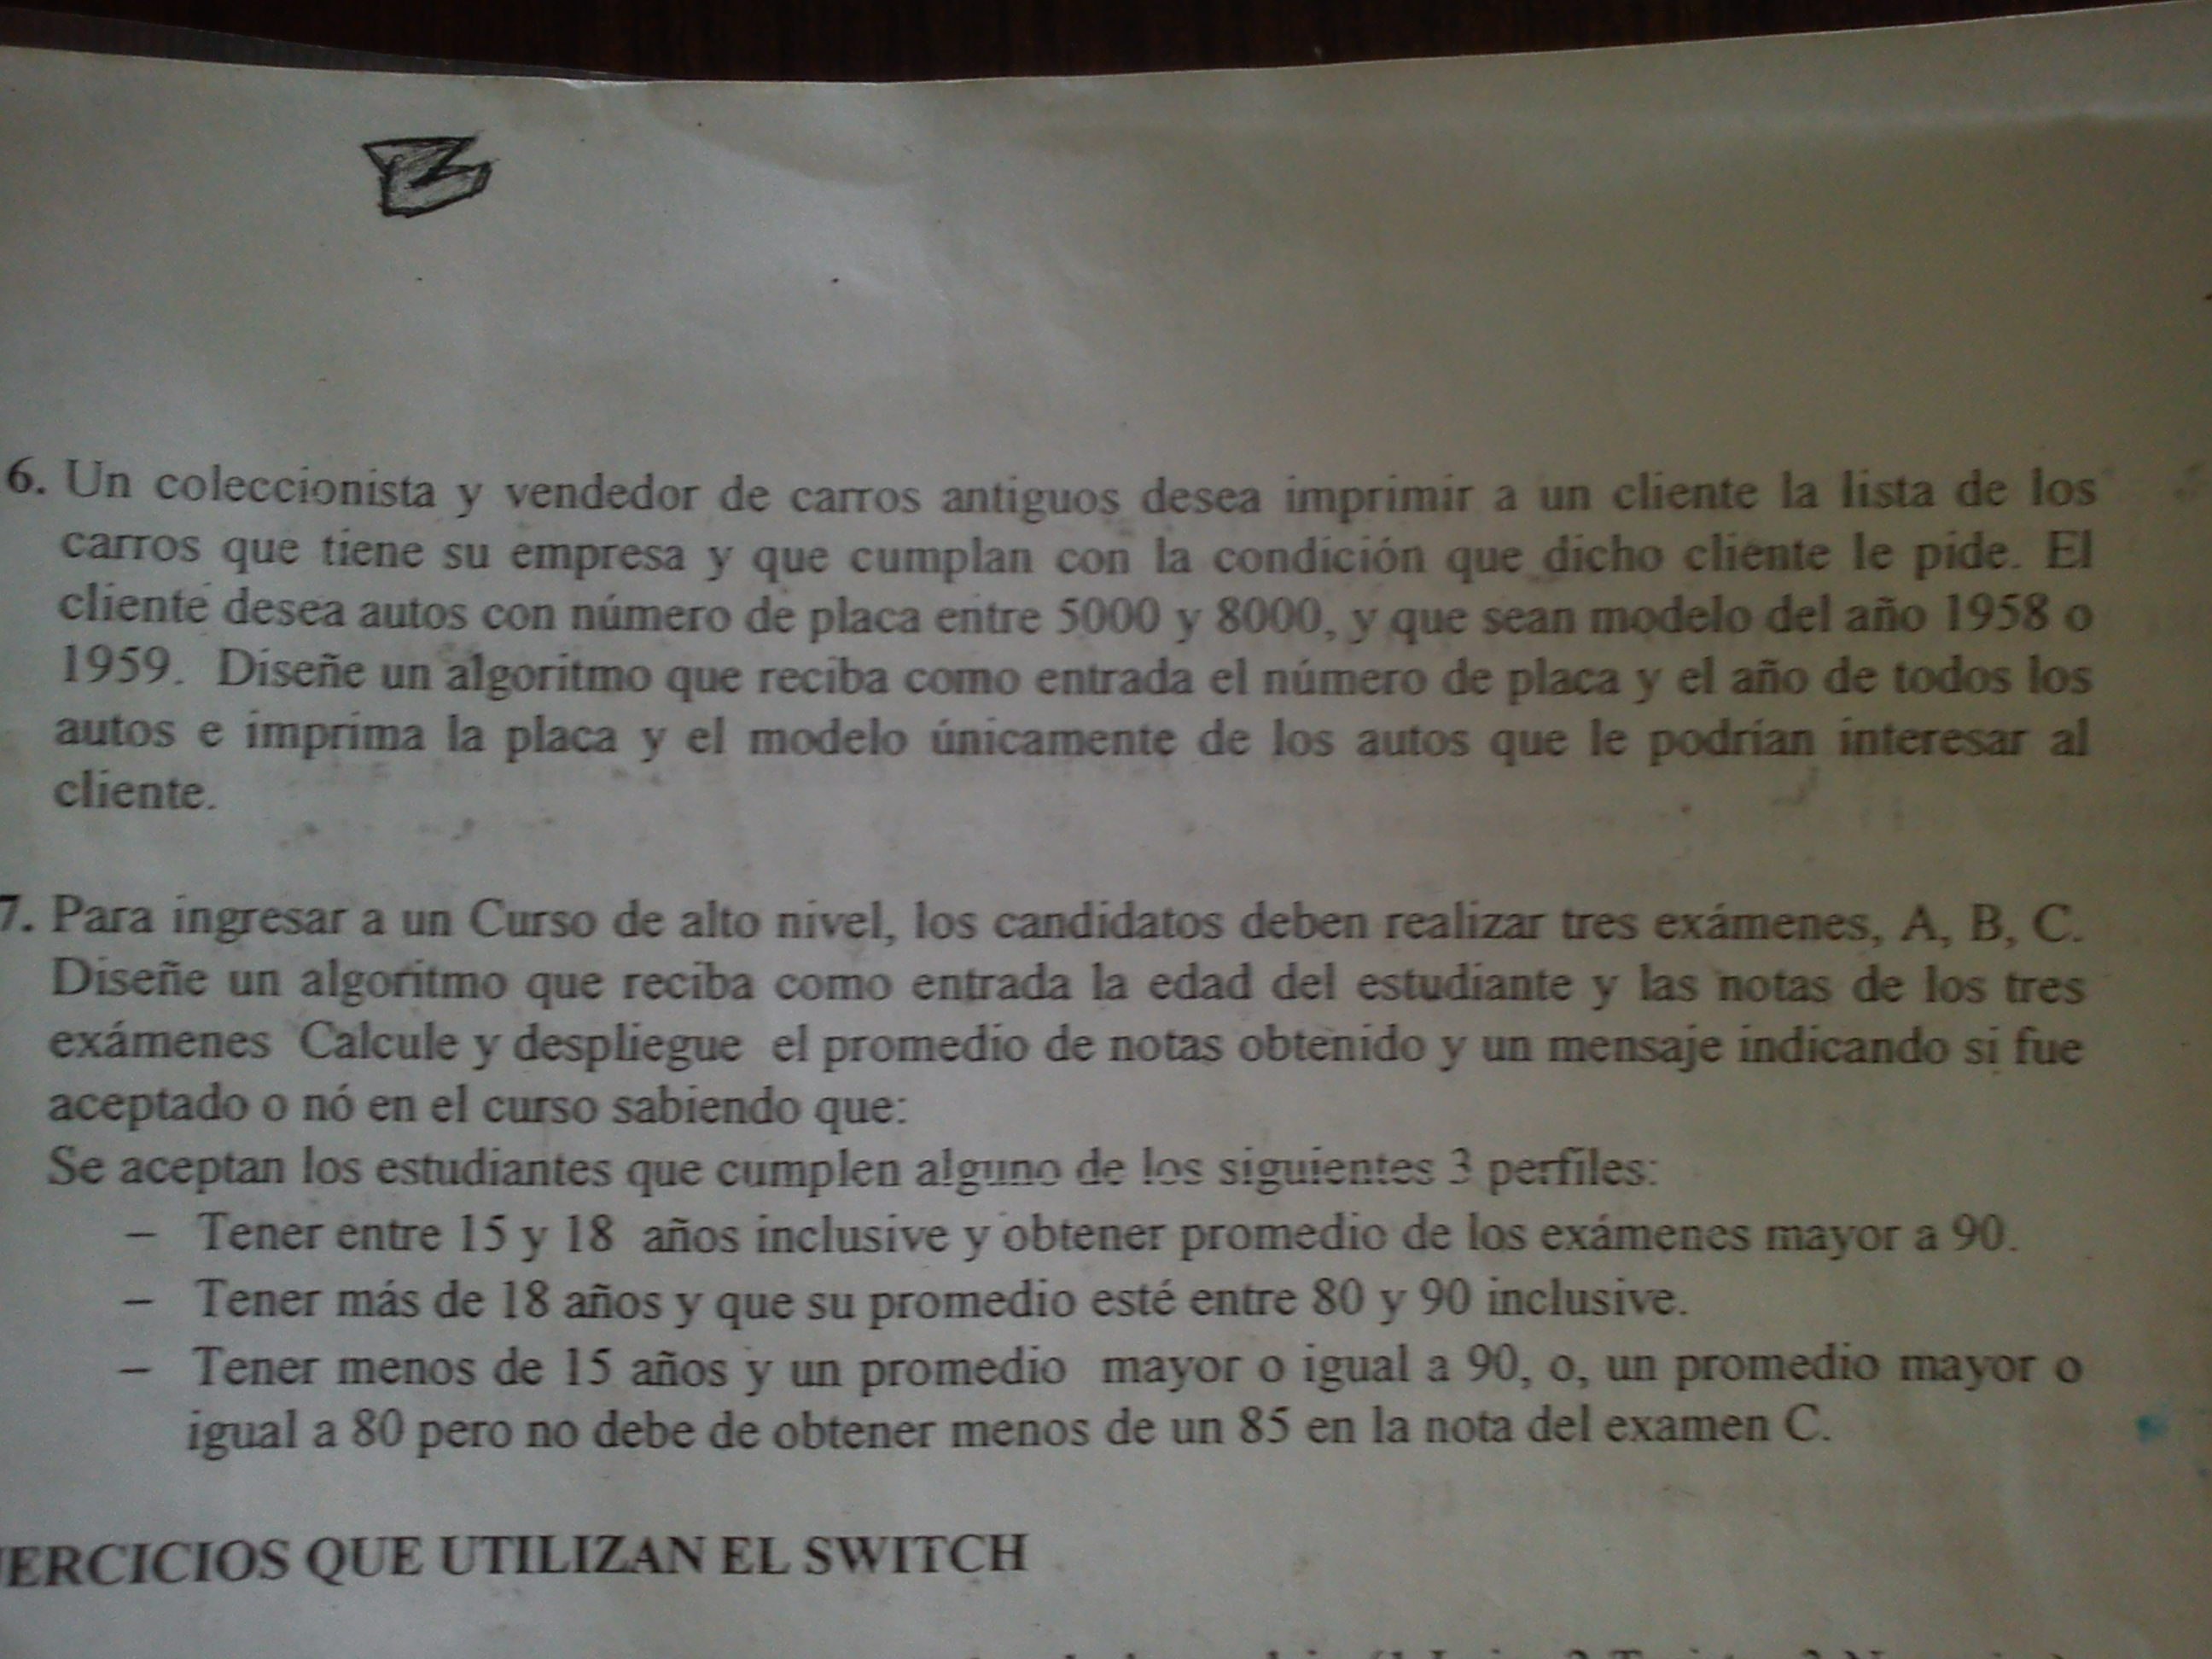 6. Un coleccionista y vendedor de carros antiguos desea imprimir a un cliente la lista de los
carros que tiene su empresa y que cumplan con la condición que dicho cliente le pide. El
cliente desea autos con número de placa entre 5000 y 8000, y que sean modelo del año 1958 o
1959. Diseñe un algoritmo que reciba como entrada el número de placa y el año de todos los
autos e imprima la placa y el modelo únicamente de los autos que le podrían interesar al
cliente.
7. Para ingresar a un Curso de alto nivel, los candidatos deben realizar tres exámenes, A, B, C.
Diseñe un algoritmo que reciba como entrada la edad del estudiante y las notas de los tres
exámenes Calcule y despliegue el promedio de notas obtenido y un mensaje indicando si fue
aceptado o nó en el curso sabiendo que:
Se aceptan los estudiantes que cumplen alguno de los siguientes 3 perfiles:
– Tener entre 15 y 18 años inclusive y obtener promedio de los exámenes mayor a 90.
– Tener más de 18 años y que su promedio esté entre 80 y 90 inclusive.
– Tener menos de 15 años y un promedio mayor o igual a 90, o, un promedio mayor o
igual a 80 pero no debe de obtener menos de un 85 en la nota del examen C.
JERCICIOS QUE UTILIZAN EL SWITCH